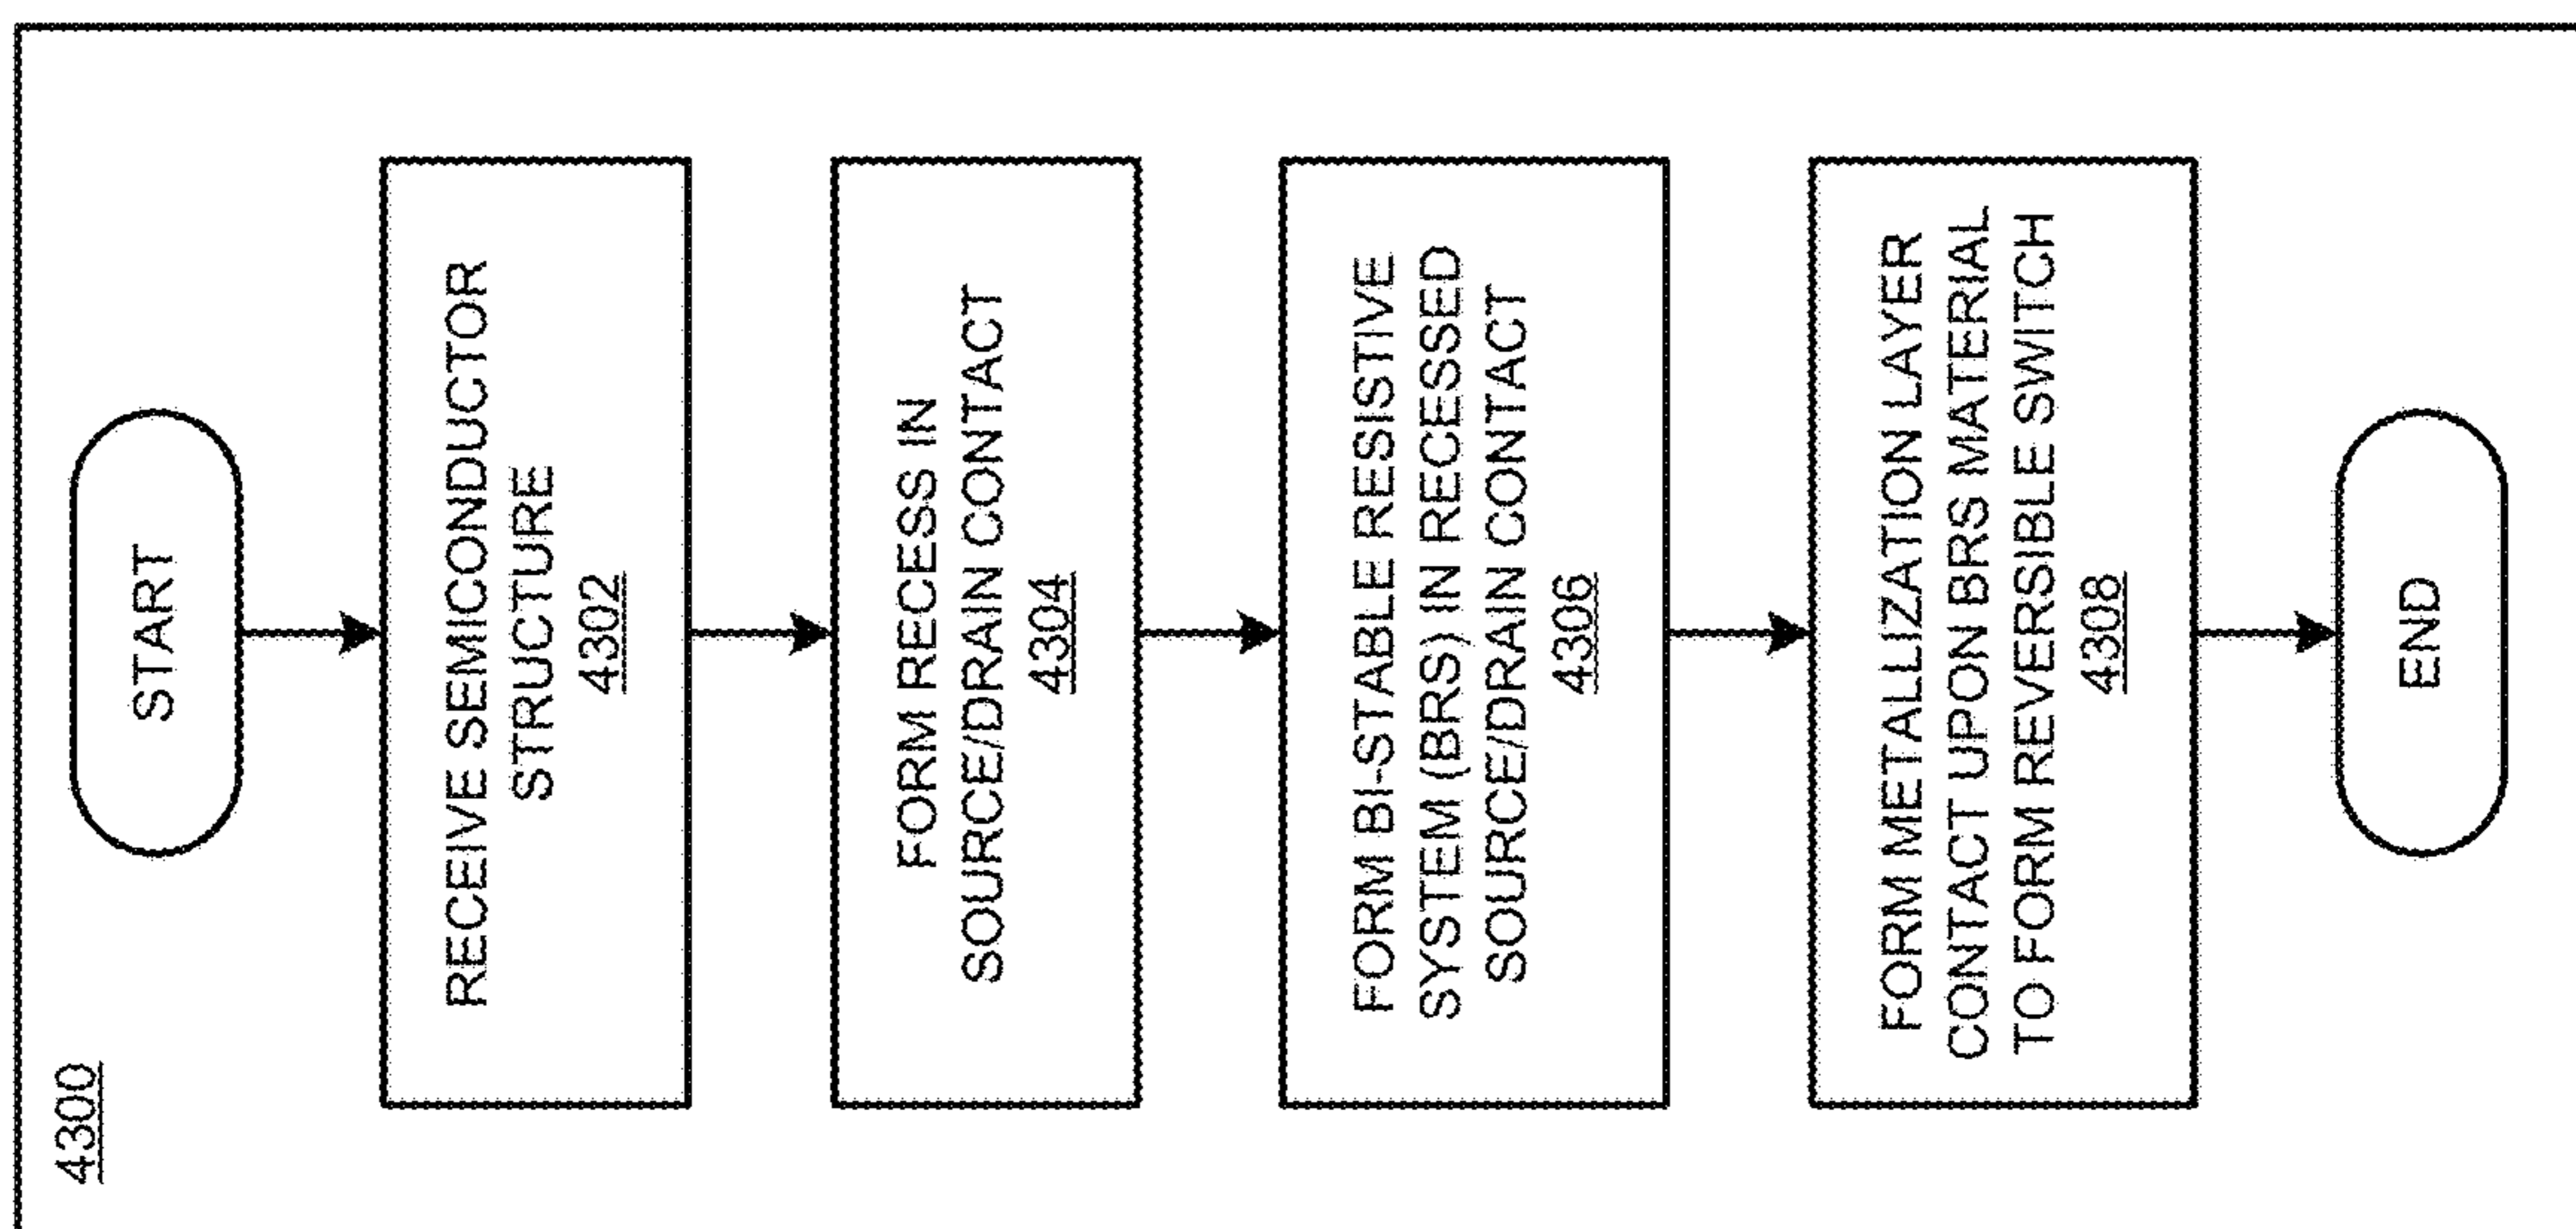 4300
START
RECEIVE SEMICONDUCTOR
STRUCTURE
4302
FORM RECESS IN
SOURCE/DRAIN CONTACT
4304
FORM BI-STABLE RESISTIVE
SYSTEM (BRS) IN RECESSED
SOURCE/DRAIN CONTACT
4306
FORM METALLIZATION LAYER
CONTACT UPON BRS MATERIAL
TO FORM REVERSIBLE SWITCH
4308
END